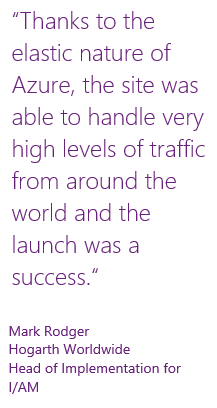 “Thanks to the
elastic nature of
Azure, the site was
able to handle very
high levels of traffic
from around the
world and the
launch was a
success.“
Mark Rodger
Hogarth Worldwide
Head of Implementation for
I/AM